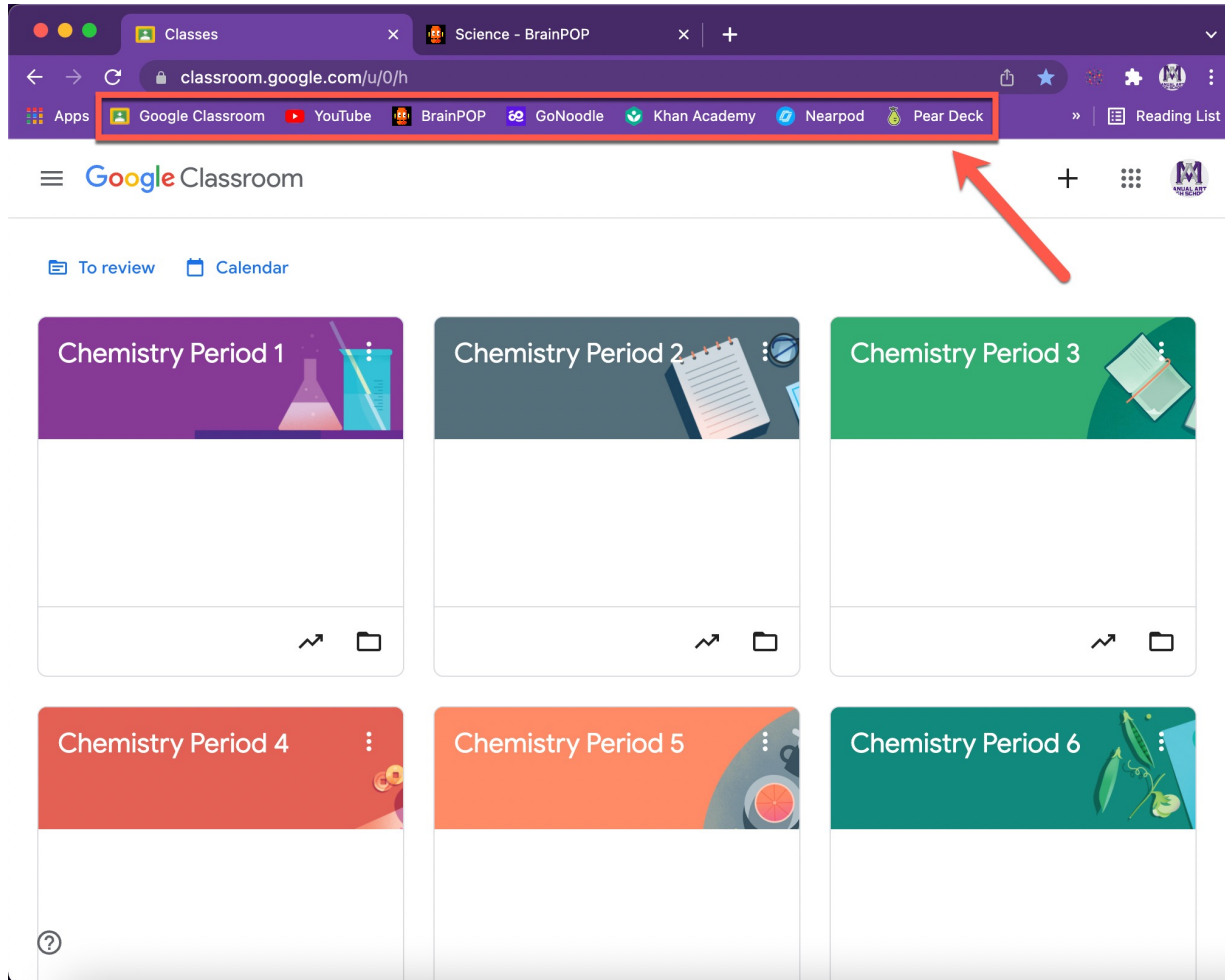 Classes Science - BrainPOP
classroom.google.com/u/0/h
Apps Google Classroom YouTube BrainPOP GoNoodle Khan Academy Nearpod Pear Deck » Reading List
Google Classroom
To review Calendar
Chemistry Period 1 Chemistry Period 2 Chemistry Period 3
Chemistry Period 4 Chemistry Period 5 Chemistry Period 6